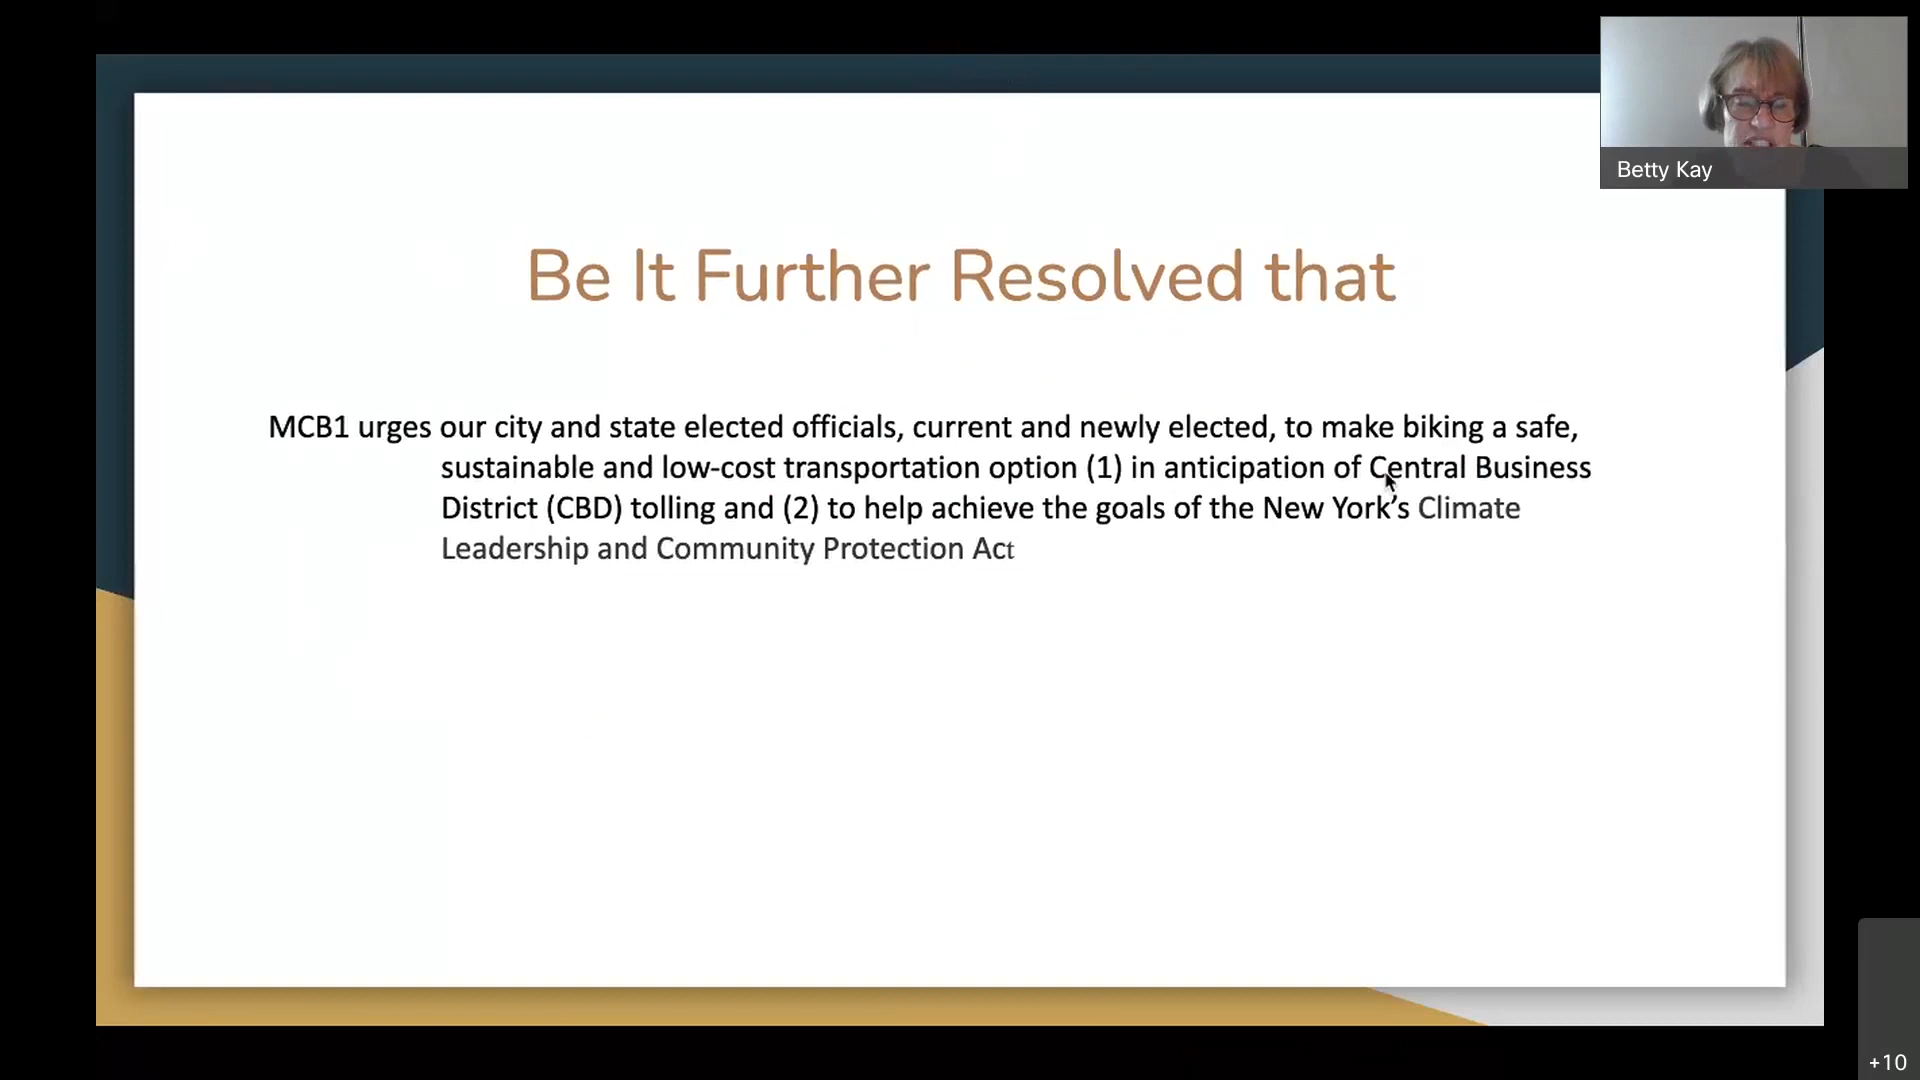 Betty Kay
Be It Further Resolved that
MCB1 urges our city and state elected officials, current and newly elected, to make biking a safe,
sustainable and low-cost transportation option (1) in anticipation of Central Business
District (CBD) tolling and (2) to help achieve the goals of the New York’s Climate
Leadership and Community Protection Act
+10